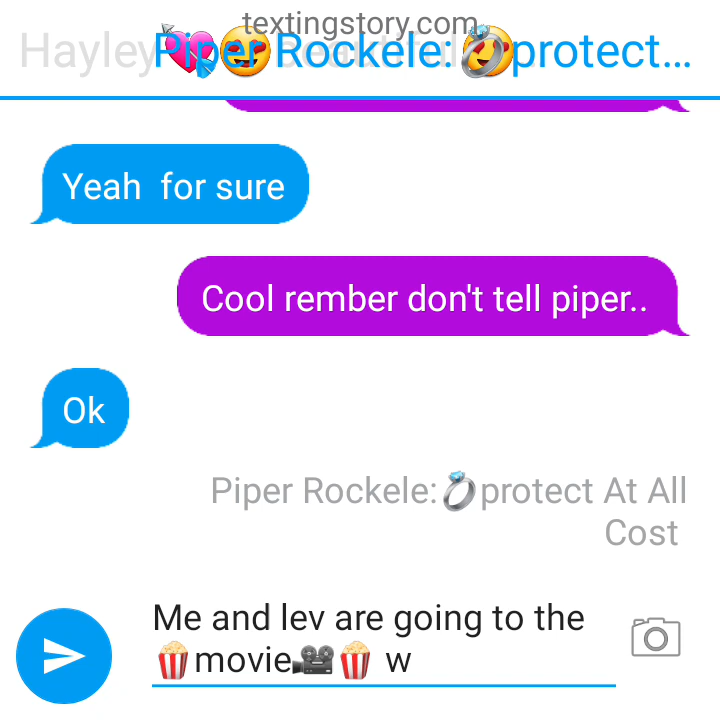 textingstory.com
Hayley💘😍
Piper Rockele:💍protect...
Yeah for sure
Cool rember don't tell piper..
Ok
Piper Rockele:💍protect At All
Cost
Me and lev are going to the
🍿movie🎥🍿 w